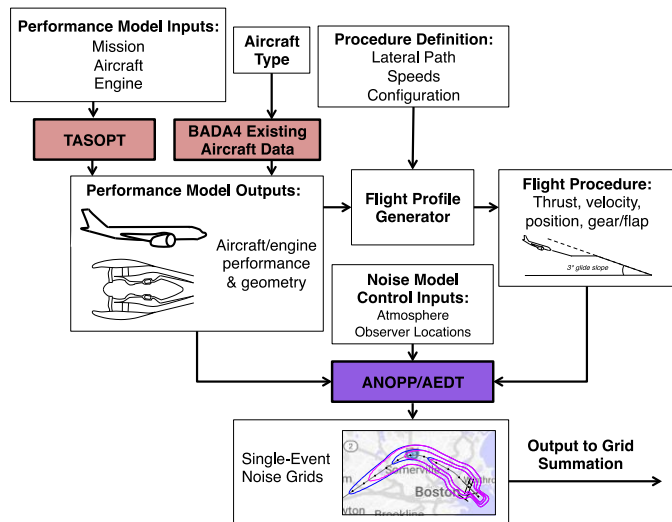 Performance Model Inputs:
Mission
Aircraft
Engine
Aircraft
Type
Procedure Definition:
Lateral Path
Speeds
Configuration
TASOPT
BADA4 Existing
Aircraft Data
Performance Model Outputs:
Aircraft/engine
performance
& geometry
Flight Profile
Generator
Flight Procedure:
Thrust, velocity,
position, gear/flap
3° glide slope
Noise Model
Control Inputs:
Atmosphere
Observer Locations
ANOPP/AEDT
Single-Event
Noise Grids
2
Somerville
Boston
Brookline
Output to Grid
Summation